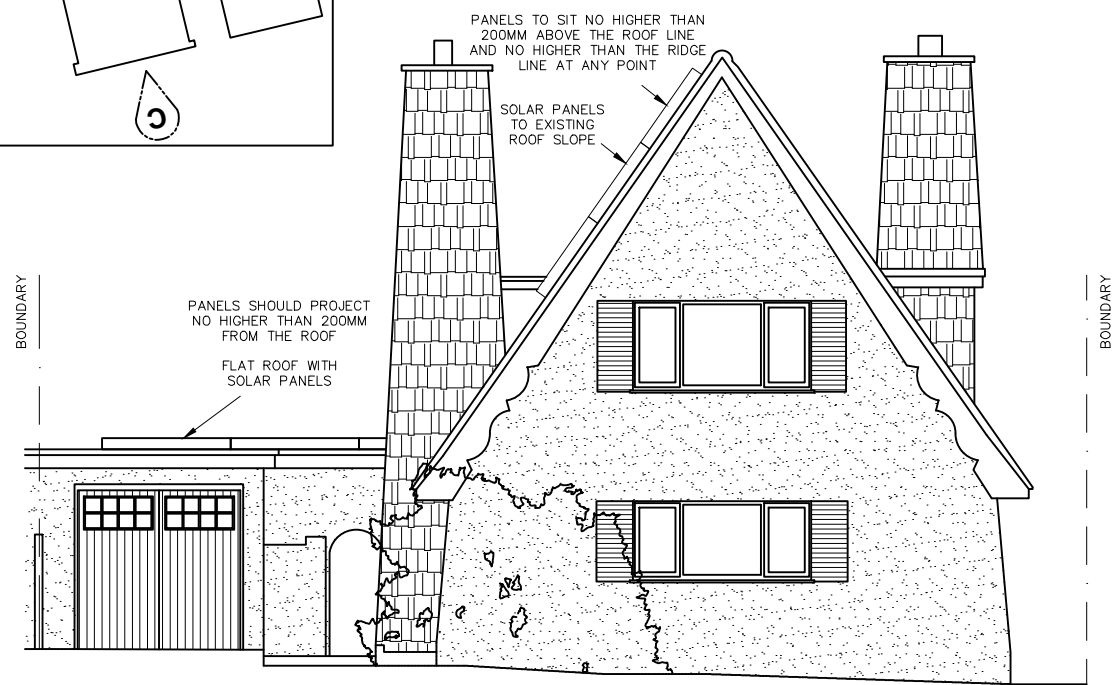 PANELS TO SIT NO HIGHER THAN
200MM ABOVE THE ROOF LINE
AND NO HIGHER THAN THE RIDGE
LINE AT ANY POINT
C
SOLAR PANELS
TO EXISTING
ROOF SLOPE
BOUNDARY
PANELS SHOULD PROJECT
NO HIGHER THAN 200MM
FROM THE ROOF
FLAT ROOF WITH
SOLAR PANELS
BOUNDARY